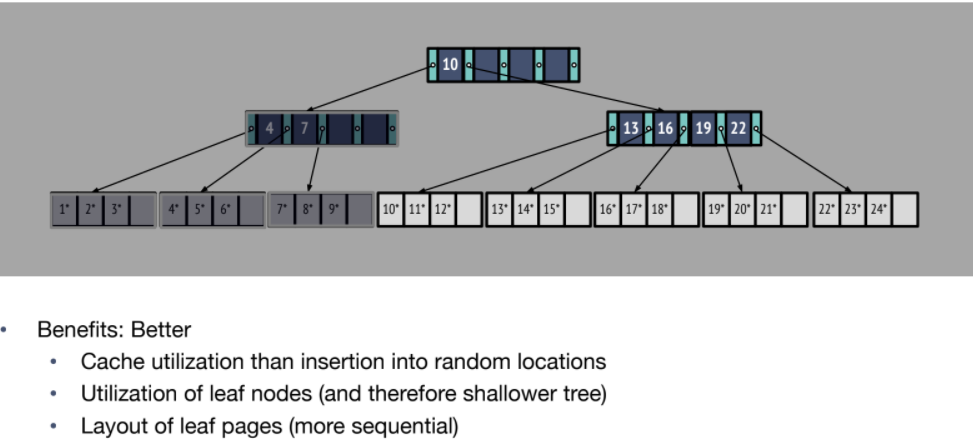 10
4 7
13 16 19 22
1* 2* 3* 4* 5* 6* 7* 8* 9* 10* 11* 12* 13* 14* 15* 16* 17* 18* 19* 20* 21* 22* 23* 24*
• Benefits: Better
• Cache utilization than insertion into random locations
• Utilization of leaf nodes (and therefore shallower tree)
• Layout of leaf pages (more sequential)